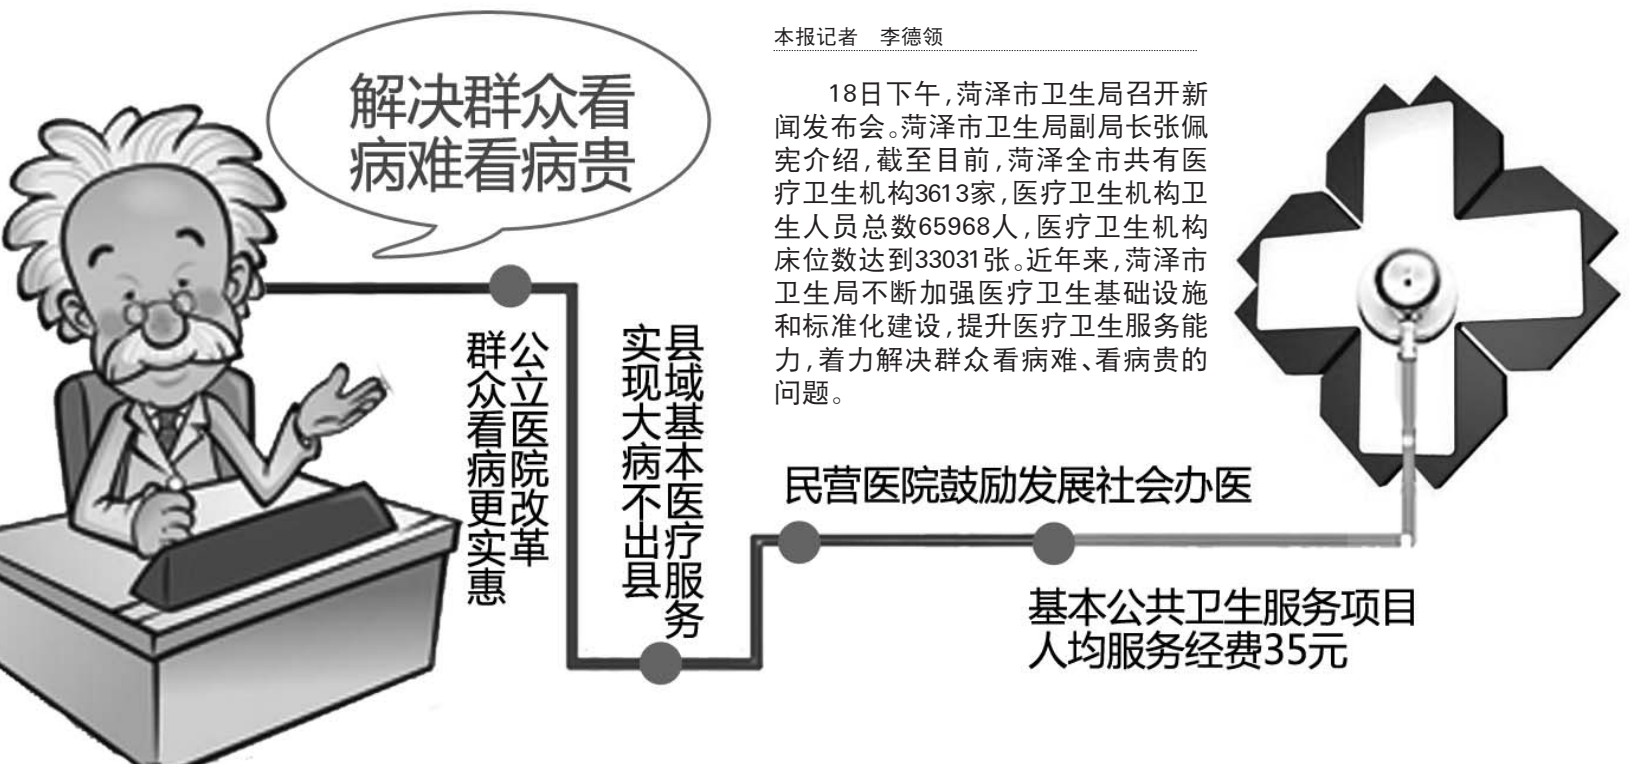 解决群众看
病难看病贵
本报记者　李德领
18日下午，菏泽市卫生局召开新
闻发布会。菏泽市卫生局副局长张佩
宪介绍，截至目前，菏泽全市共有医
疗卫生机构3613家，医疗卫生机构卫
生人员总数65968人，医疗卫生机构
床位数达到33031张。近年来，菏泽市
卫生局不断加强医疗卫生基础设施
和标准化建设，提升医疗卫生服务能
力，着力解决群众看病难、看病贵的
问题。
公立医院改革
群众看病更实惠
县域基本医疗服务
实现大病不出县
民营医院鼓励发展社会办医
基本公共卫生服务项目
人均服务经费35元